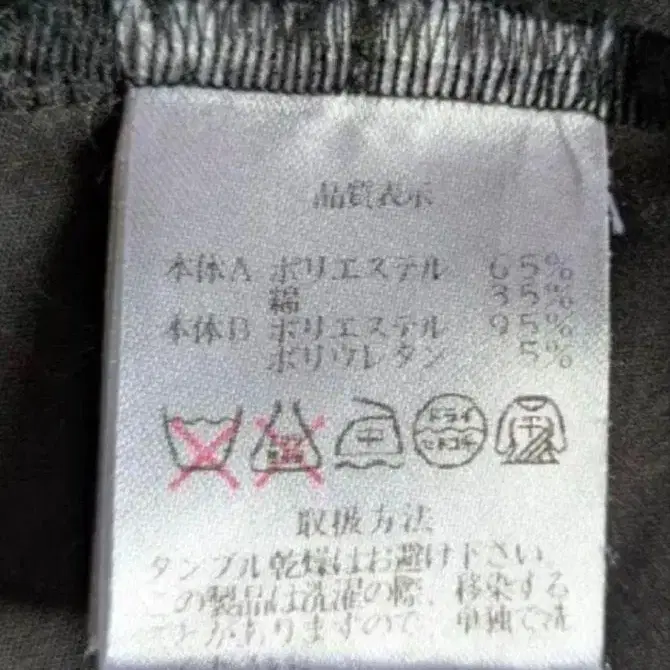 品質表示
本体A ポリエステル 65%
綿 35%
本体B ポリエステル 95%
ポリウレタン 5%
中
ドライ
セキユ系
取扱方法
タンブル乾燥はお避け下さい。
この製品は洗濯の際、移染する
事がありますので、単独で洗